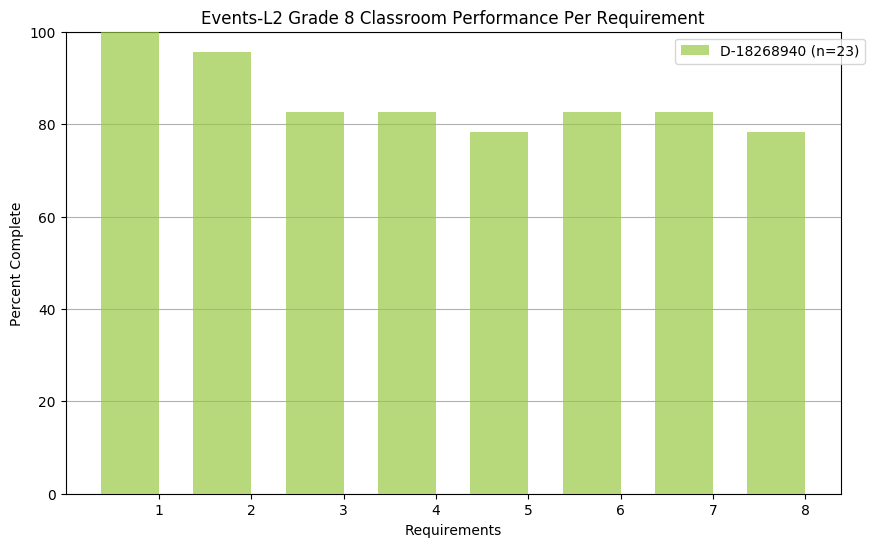 Events-L2 Grade 8 Classroom Performance Per Requirement
D-18268940 (n=23)
100
80
60
40
20
0
Percent Complete
1 2 3 4 5 6 7 8
Requirements